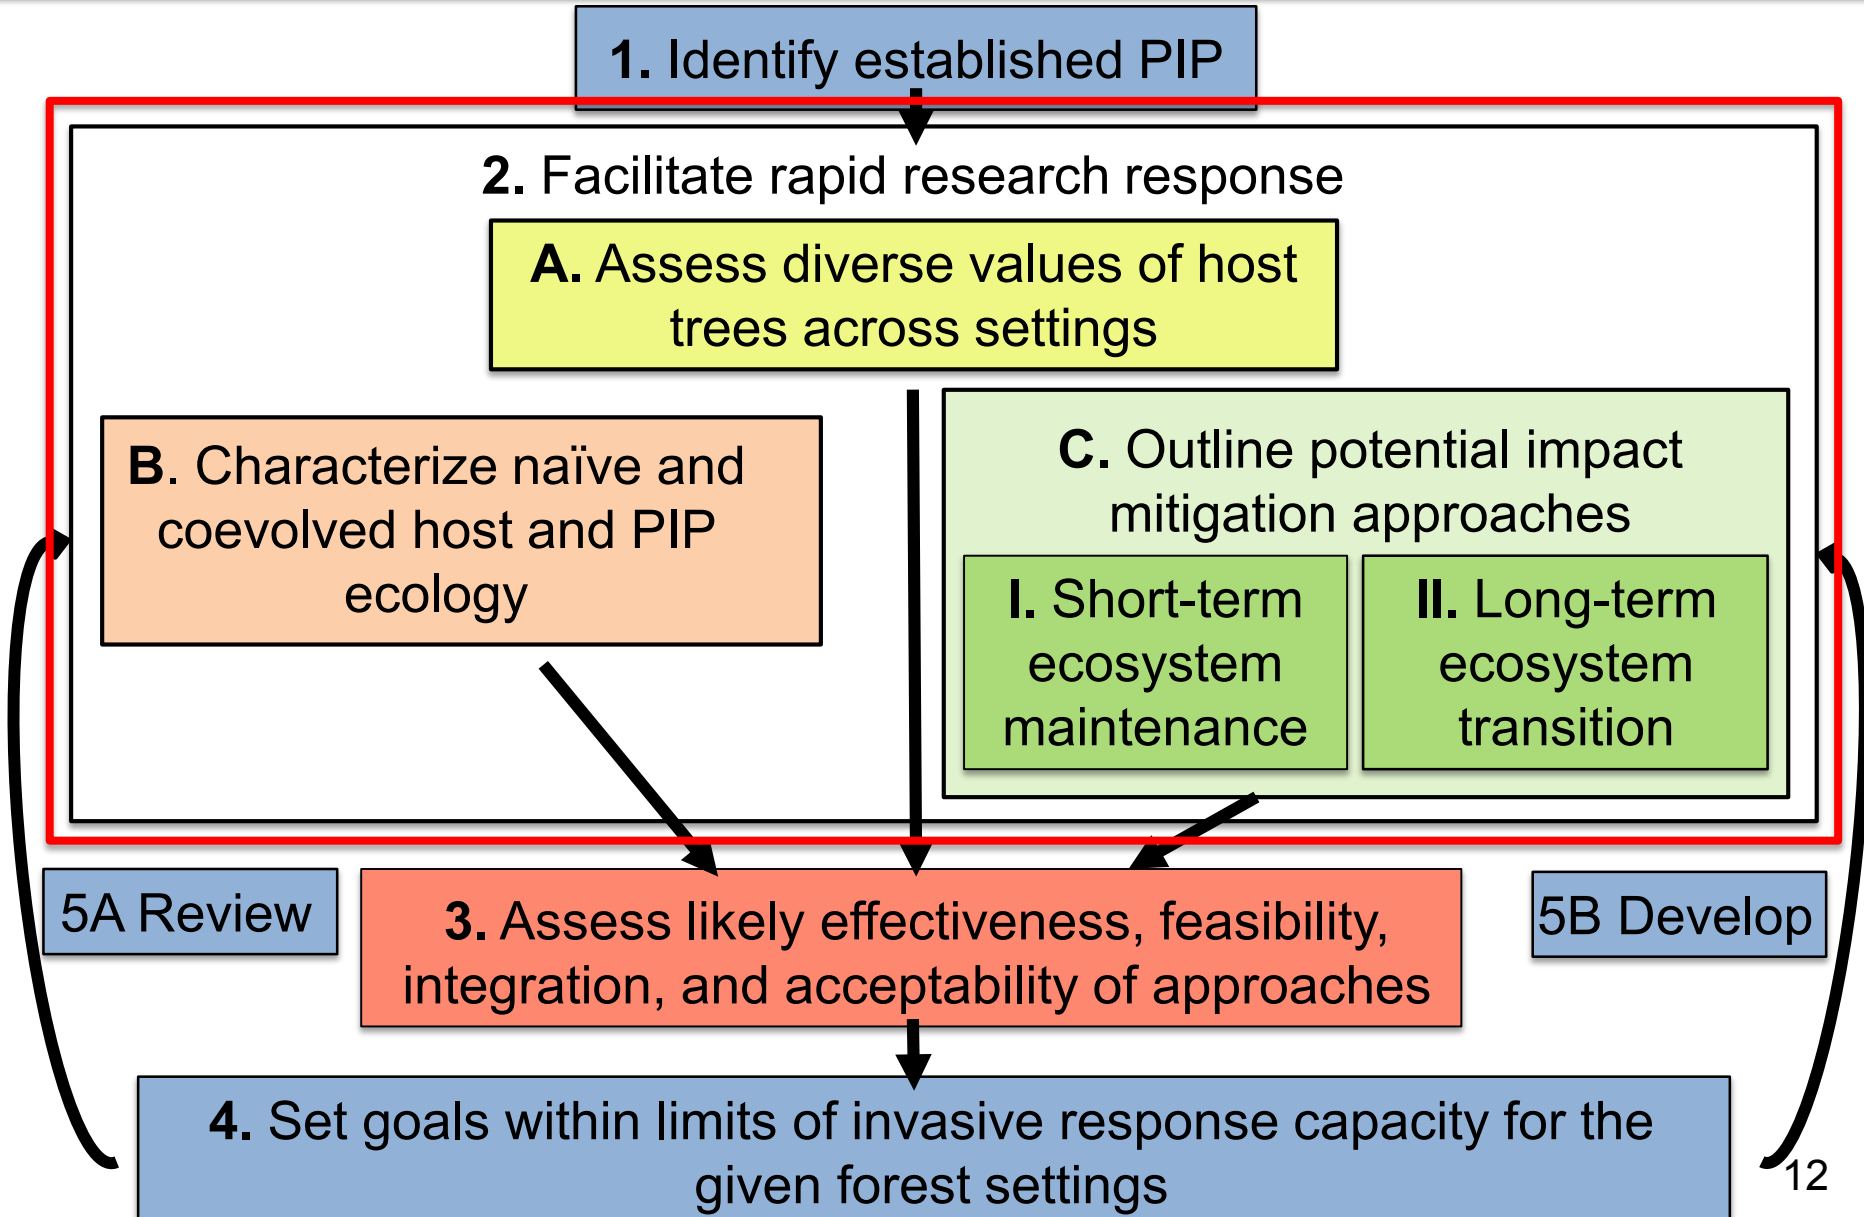 1. Identify established PIP
2. Facilitate rapid research response
A. Assess diverse values of host
trees across settings
B. Characterize naïve and
coevolved host and PIP
ecology
C. Outline potential impact
mitigation approaches
I. Short-term
ecosystem
maintenance
II. Long-term
ecosystem
transition
5A Review
3. Assess likely effectiveness, feasibility,
integration, and acceptability of approaches
5B Develop
4. Set goals within limits of invasive response capacity for the
given forest settings
12